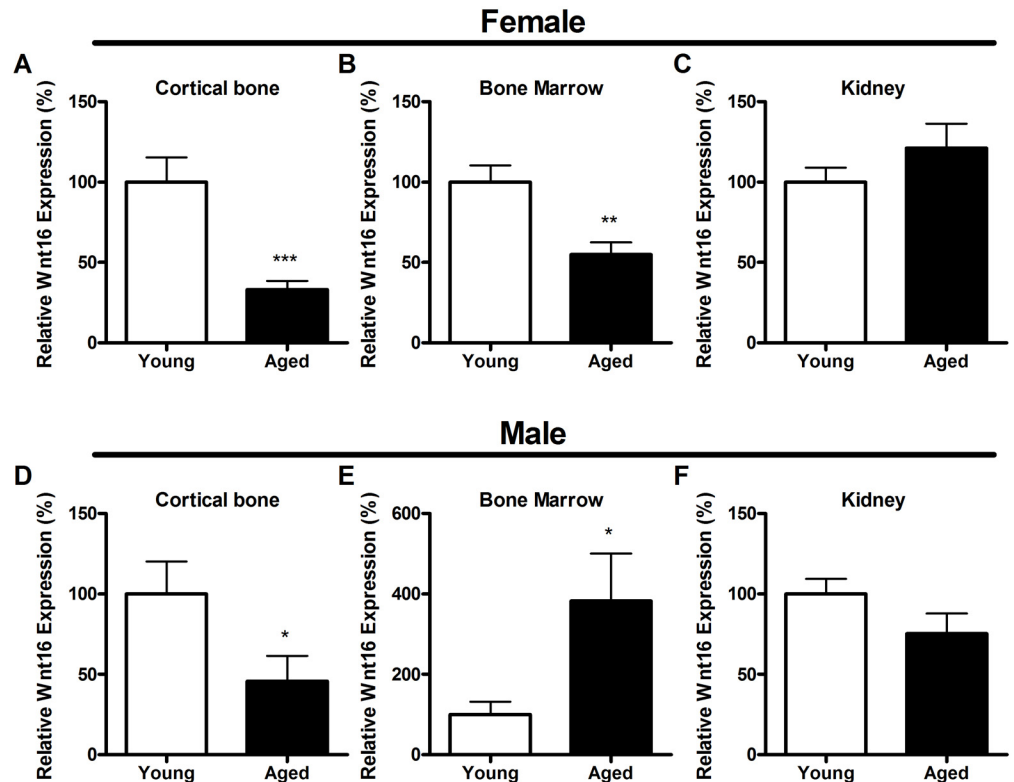 Female
A
Cortical bone
Relative Wnt16 Expression (%)
150
100
50
0
***
Young Aged
B
Bone Marrow
Relative Wnt16 Expression (%)
150
100
50
0
**
Young Aged
C
Kidney
Relative Wnt16 Expression (%)
150
100
50
0
Young Aged
Male
D
Cortical bone
Relative Wnt16 Expression (%)
150
100
50
0
*
Young Aged
E
Bone Marrow
Relative Wnt16 Expression (%)
600
400
200
0
*
Young Aged
F
Kidney
Relative Wnt16 Expression (%)
150
100
50
0
Young Aged